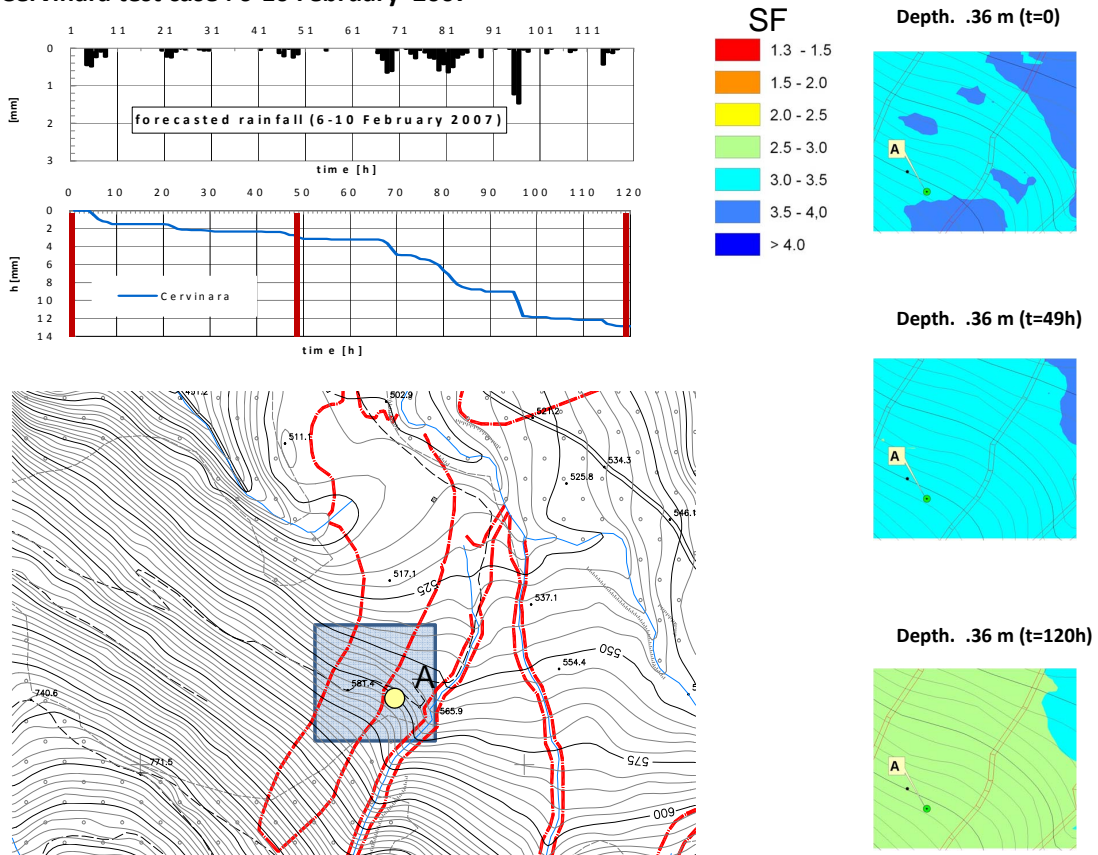 1 11 21 31 41 51 61 71 81 91 101 111
0
1
2
3
[mm]
forecasted rainfall (6-10 February 2007)
time [h]
0 10 20 30 40 50 60 70 80 90 100 110 120
0
2
4
6
8
10
12
14
h [mm]
Cervinara
time [h]
SF
1.3 - 1.5
1.5 - 2.0
2.0 - 2.5
2.5 - 3.0
3.0 - 3.5
3.5 - 4.0
> 4.0
Depth. .36 m (t=0)
A
Depth. .36 m (t=49h)
A
Depth. .36 m (t=120h)
A
502.9
511.1
521.2
534.3
525.8
546.1
517.1
525
537.1
550
554.4
581.4
A
565.9
740.6
771.5
575
600